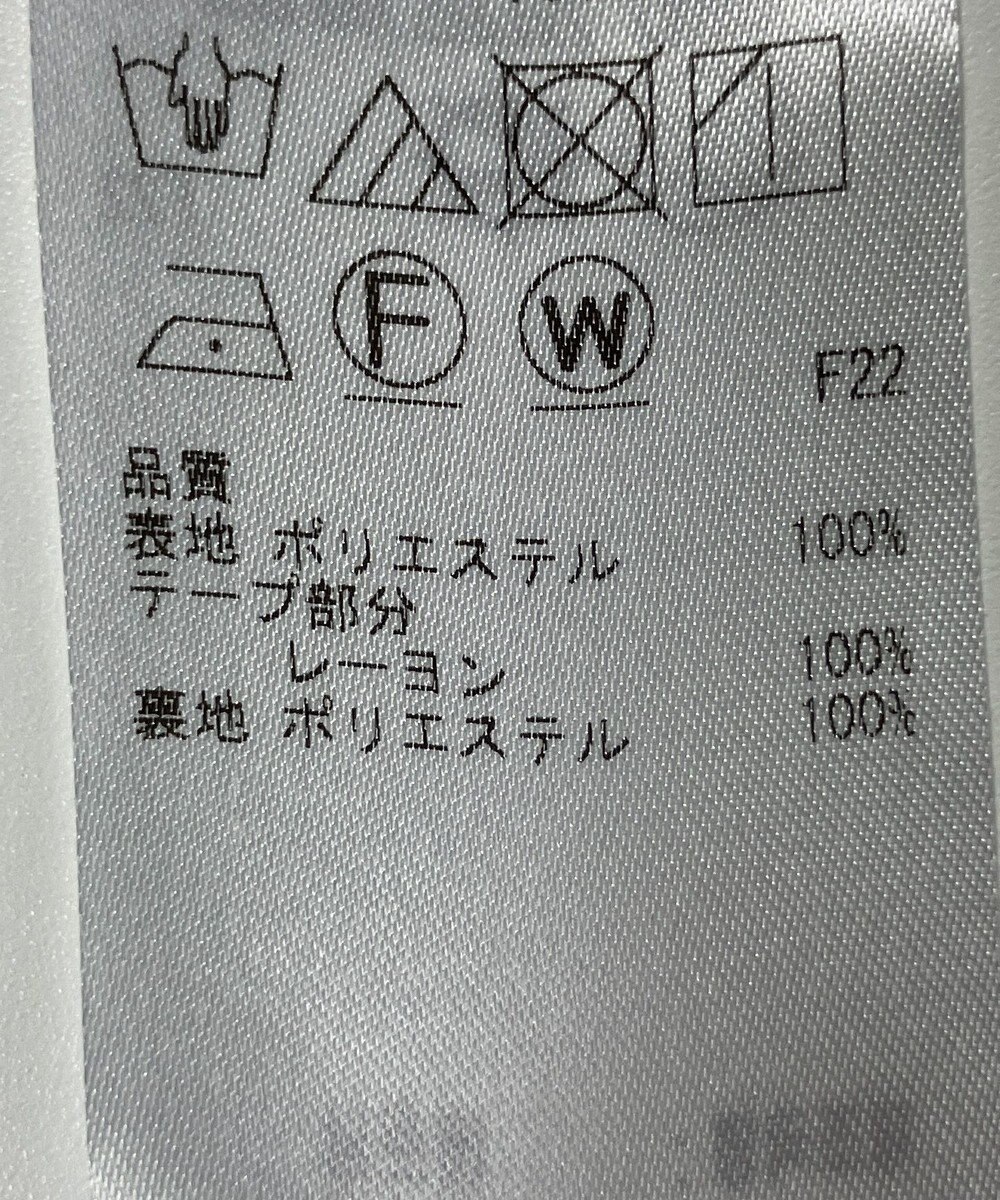 F W F22
品質
表地 ポリエステル 100%
テープ部分
レーヨン 100%
裏地 ポリエステル 100%